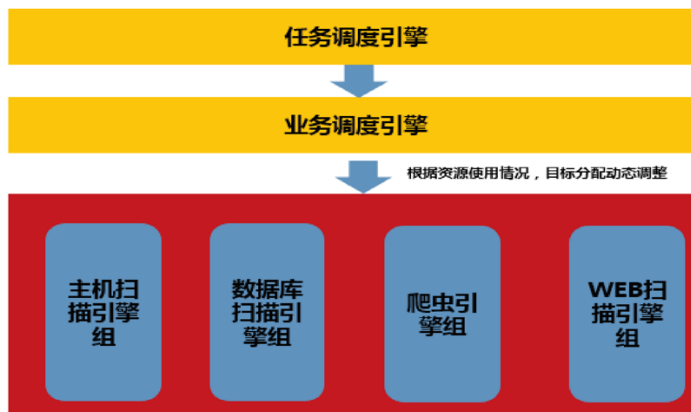 任务调度引擎
业务调度引擎
根据资源使用情况，目标分配动态调整
主机扫
描引擎
组
数据库
扫描引
擎组
爬虫引
擎组
WEB扫
描引擎
组